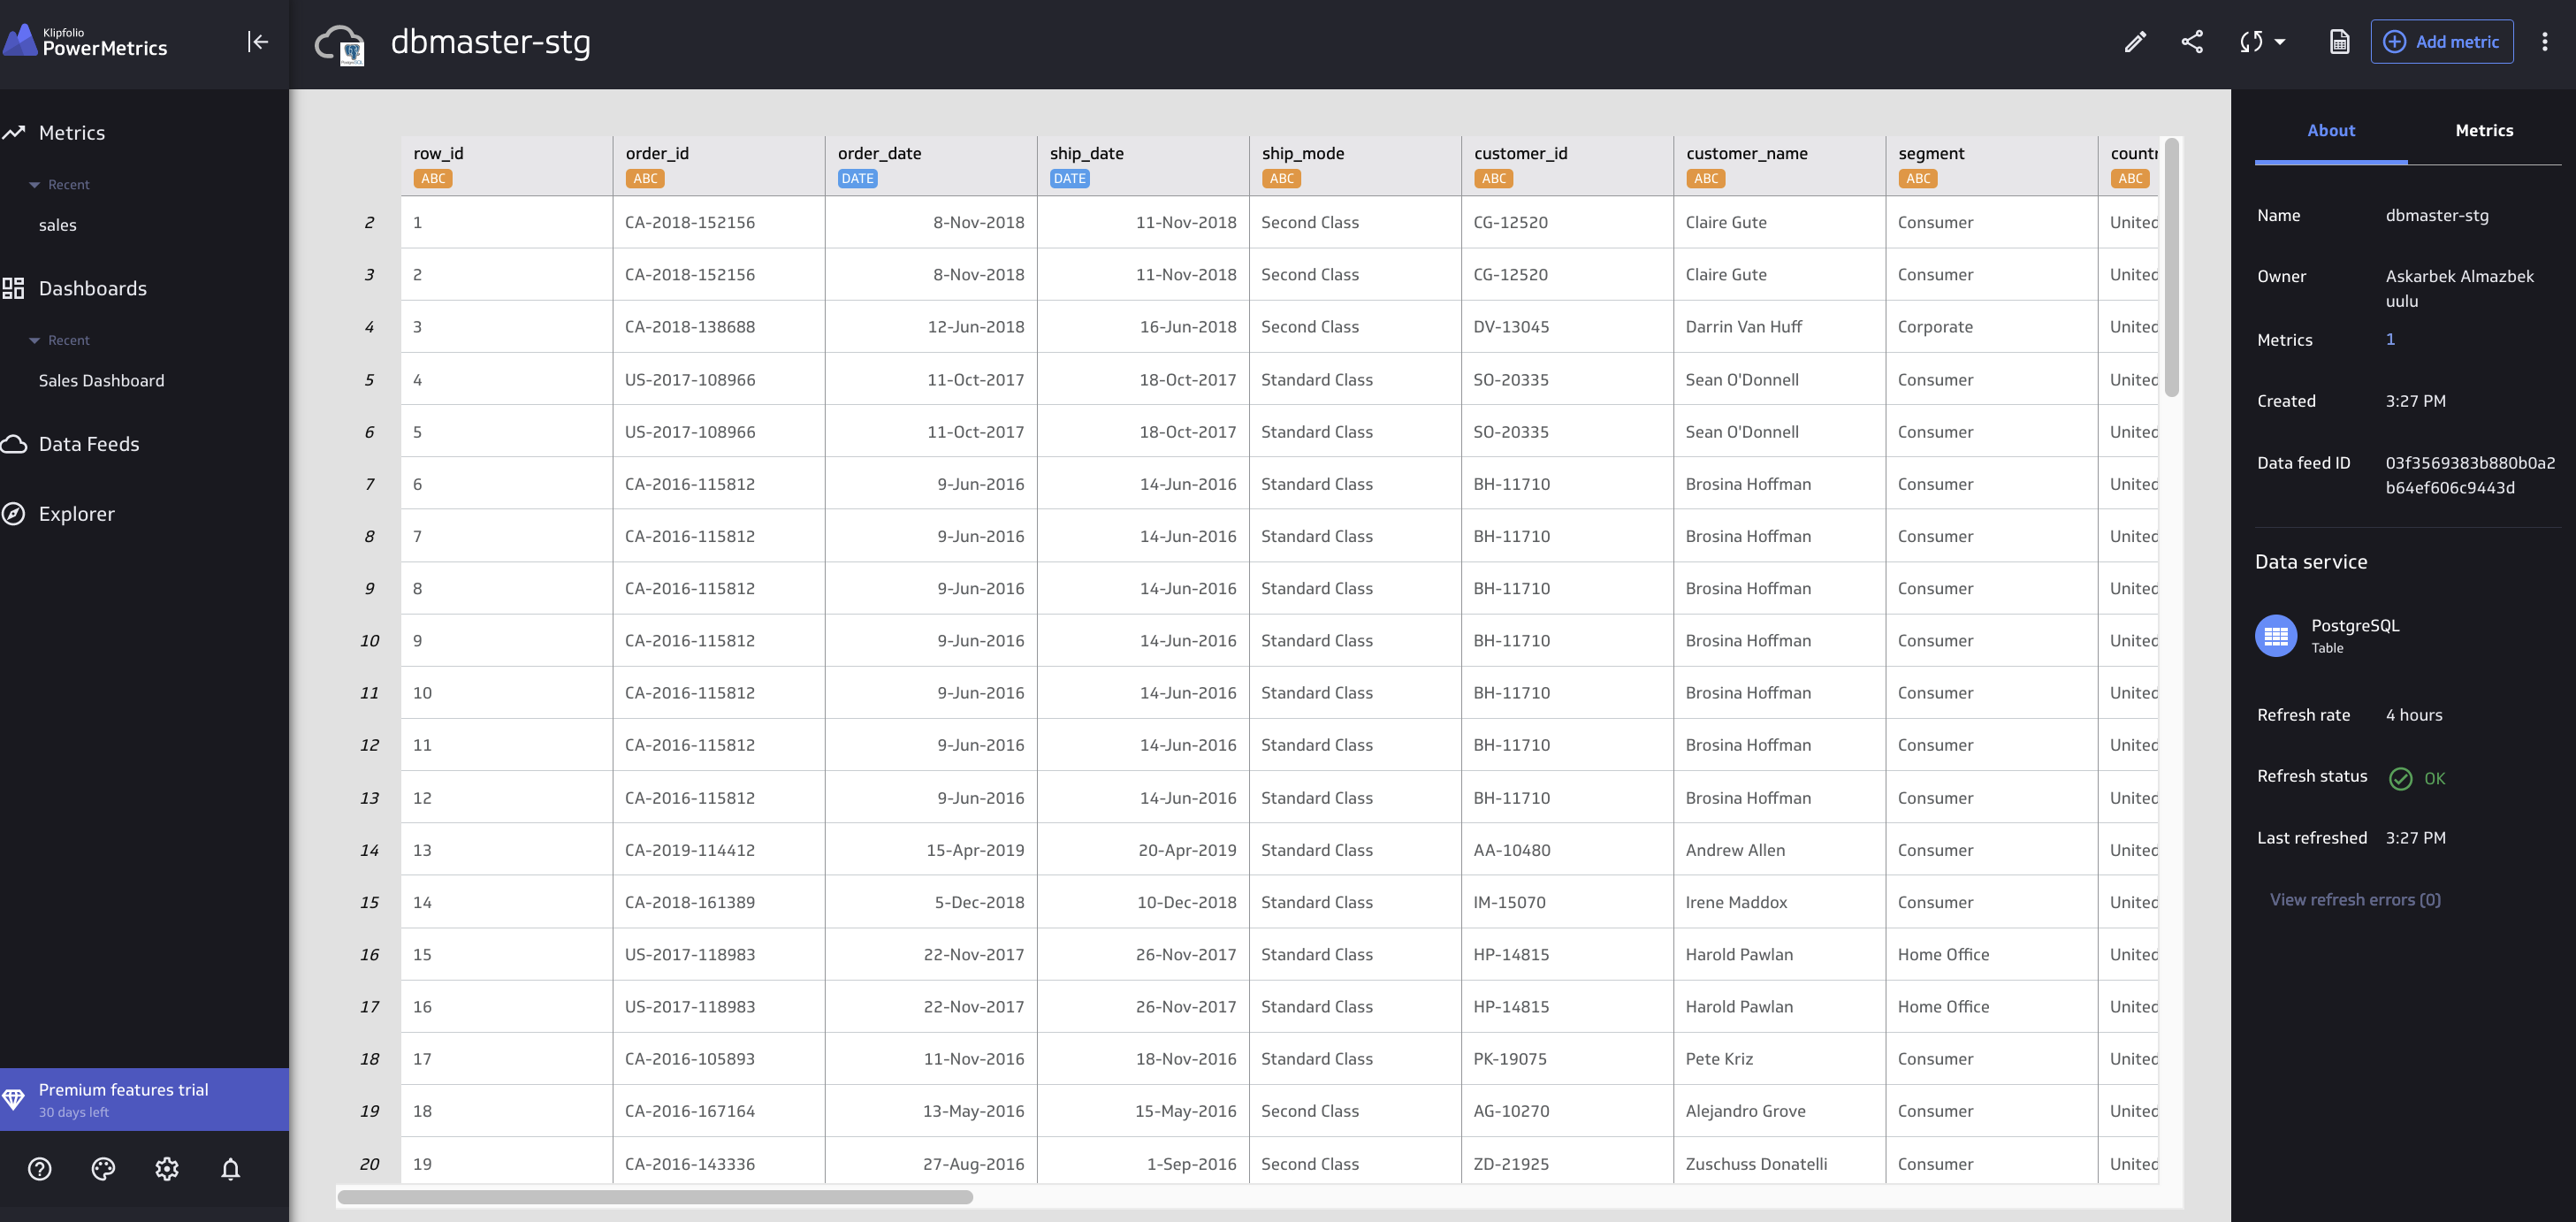 Klipfolio
PowerMetrics
dbmaster-stg
Add metric
Metrics
Recent
sales
Dashboards
Recent
Sales Dashboard
Data Feeds
Explorer
Premium features trial
30 days left
row_id order_id order_date ship_date ship_mode customer_id customer_name segment countr
ABC ABC DATE DATE ABC ABC ABC ABC ABC
2 1 CA-2018-152156 8-Nov-2018 11-Nov-2018 Second Class CG-12520 Claire Gute Consumer United
3 2 CA-2018-152156 8-Nov-2018 11-Nov-2018 Second Class CG-12520 Claire Gute Consumer United
4 3 CA-2018-138688 12-Jun-2018 16-Jun-2018 Second Class DV-13045 Darrin Van Huff Corporate United
5 4 US-2017-108966 11-Oct-2017 18-Oct-2017 Standard Class SO-20335 Sean O'Donnell Consumer United
6 5 US-2017-108966 11-Oct-2017 18-Oct-2017 Standard Class SO-20335 Sean O'Donnell Consumer United
7 6 CA-2016-115812 9-Jun-2016 14-Jun-2016 Standard Class BH-11710 Brosina Hoffman Consumer United
8 7 CA-2016-115812 9-Jun-2016 14-Jun-2016 Standard Class BH-11710 Brosina Hoffman Consumer United
9 8 CA-2016-115812 9-Jun-2016 14-Jun-2016 Standard Class BH-11710 Brosina Hoffman Consumer United
10 9 CA-2016-115812 9-Jun-2016 14-Jun-2016 Standard Class BH-11710 Brosina Hoffman Consumer United
11 10 CA-2016-115812 9-Jun-2016 14-Jun-2016 Standard Class BH-11710 Brosina Hoffman Consumer United
12 11 CA-2016-115812 9-Jun-2016 14-Jun-2016 Standard Class BH-11710 Brosina Hoffman Consumer United
13 12 CA-2016-115812 9-Jun-2016 14-Jun-2016 Standard Class BH-11710 Brosina Hoffman Consumer United
14 13 CA-2019-114412 15-Apr-2019 20-Apr-2019 Standard Class AA-10480 Andrew Allen Consumer United
15 14 CA-2018-161389 5-Dec-2018 10-Dec-2018 Standard Class IM-15070 Irene Maddox Consumer United
16 15 US-2017-118983 22-Nov-2017 26-Nov-2017 Standard Class HP-14815 Harold Pawlan Home Office United
17 16 US-2017-118983 22-Nov-2017 26-Nov-2017 Standard Class HP-14815 Harold Pawlan Home Office United
18 17 CA-2016-105893 11-Nov-2016 18-Nov-2016 Standard Class PK-19075 Pete Kriz Consumer United
19 18 CA-2016-167164 13-May-2016 15-May-2016 Second Class AG-10270 Alejandro Grove Consumer United
20 19 CA-2016-143336 27-Aug-2016 1-Sep-2016 Second Class ZD-21925 Zuschuss Donatelli Consumer United
About Metrics
Name dbmaster-stg
Owner Askarbek Almazbek
uulu
Metrics 1
Created 3:27 PM
Data feed ID 03f3569383b880b0a2
b64ef606c9443d
Data service
PostgreSQL
Table
Refresh rate 4 hours
Refresh status OK
Last refreshed 3:27 PM
View refresh errors (0)